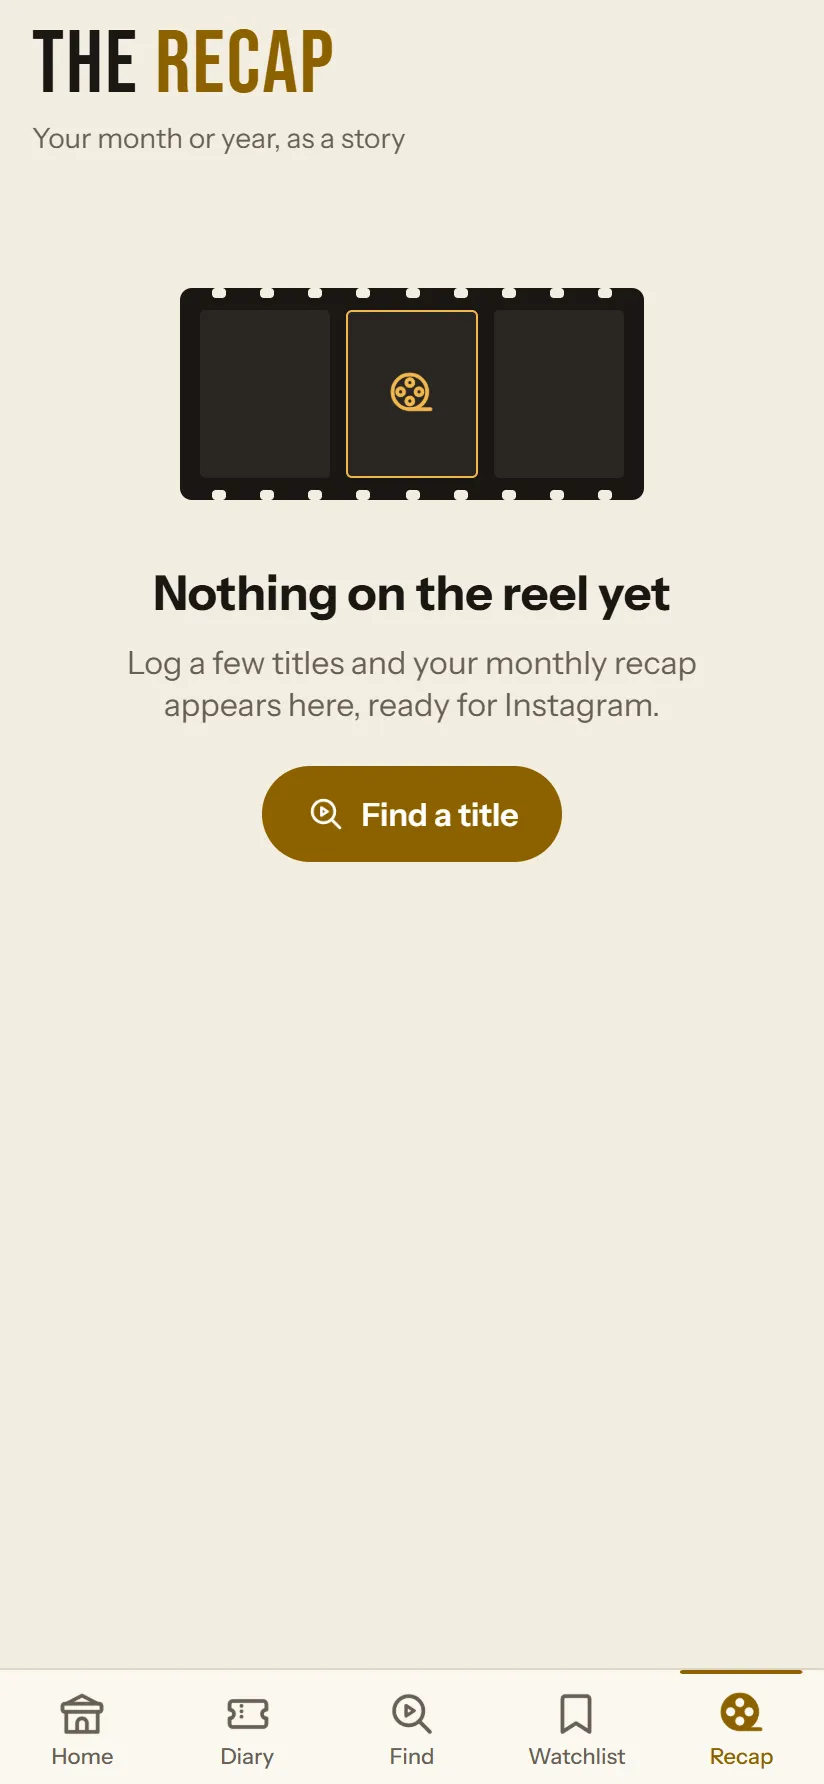 THE RECAP
Your month or year, as a story
Nothing on the reel yet
Log a few titles and your monthly recap
appears here, ready for Instagram.
Find a title
Home
Diary
Find
Watchlist
Recap